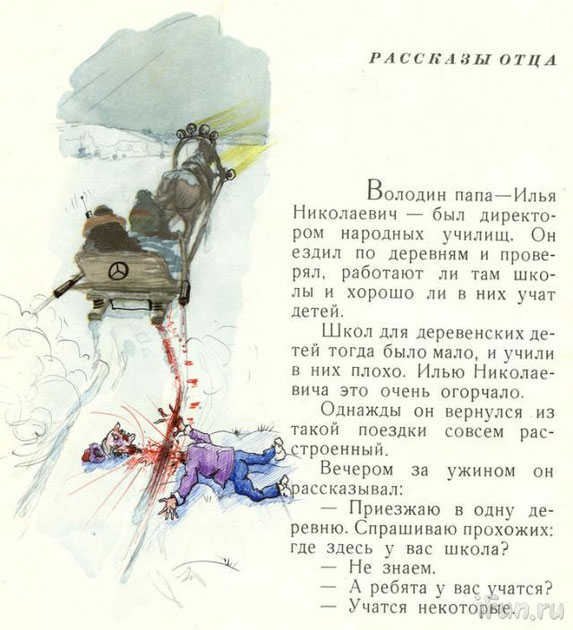 РАССКАЗЫ ОТЦА
Володин папа—Илья
Николаевич — был директо-
ром народных училищ. Он
ездил по деревням и прове-
рял, работают ли там шко-
лы и хорошо ли в них учат
детей.
Школ для деревенских де-
тей тогда было мало, и учили
в них плохо. Илью Николае-
вича это очень огорчало.
Однажды он вернулся из
такой поездки совсем рас-
строенный.
Вечером за ужином он
рассказывал:
— Приезжаю в одну де-
ревню. Спрашиваю прохожих:
где здесь у вас школа?
— Не знаем.
— А ребята у вас учатся?
— Учатся некоторые.
iFun.ru